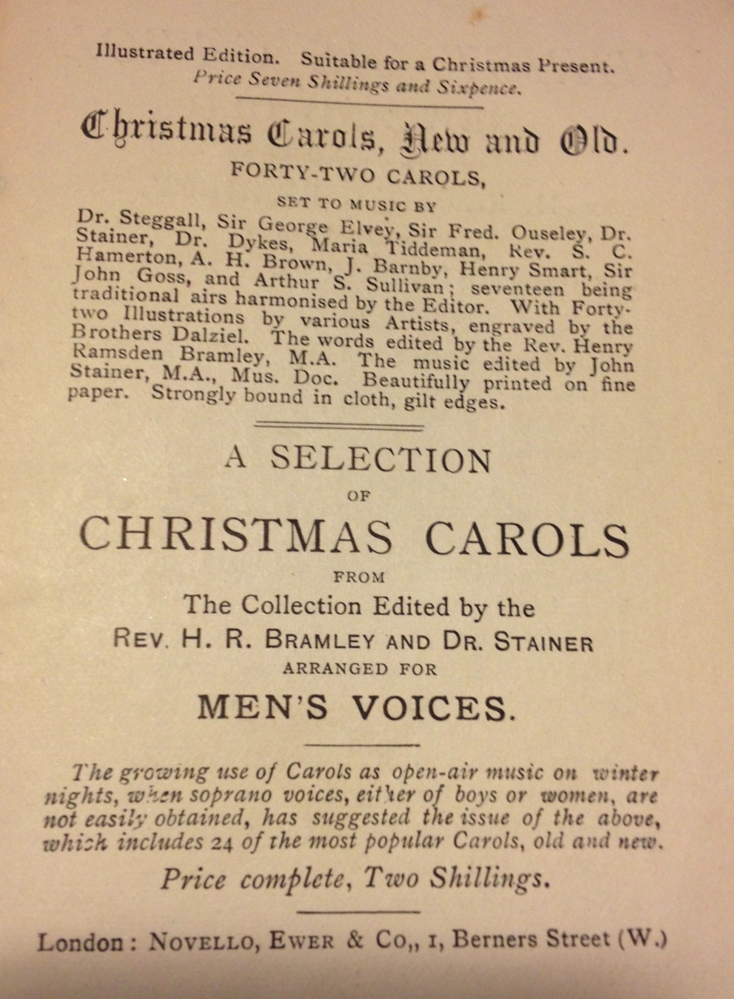 Illustrated Edition. Suitable for a Christmas Present.
Price Seven Shillings and Sixpence.
Christmas Carols, New and Old.
FORTY-TWO CAROLS,
SET TO MUSIC BY
Dr. Steggall, Sir George Elvey, Sir Fred. Ouseley, Dr.
Stainer, Dr. Dykes, Maria Tiddeman, Rev. S. C.
Hamerton, A. H. Brown, J. Barnby, Henry Smart, Sir
John Goss, and Arthur S. Sullivan; seventeen being
traditional airs harmonised by the Editor. With Forty-
two Illustrations by various Artists, engraved by the
Brothers Dalziel. The words edited by the Rev. Henry
Ramsden Bramley, M.A. The music edited by John
Stainer, M.A., Mus. Doc. Beautifully printed on fine
paper. Strongly bound in cloth, gilt edges.
A SELECTION
OF
CHRISTMAS CAROLS
FROM
The Collection Edited by the
REV. H. R. BRAMLEY AND DR. STAINER
ARRANGED FOR
MEN'S VOICES.
The growing use of Carols as open-air music on winter
nights, when soprano voices, either of boys or women, are
not easily obtained, has suggested the issue of the above,
which includes 24 of the most popular Carols, old and new.
Price complete, Two Shillings.
London: NOVELLO, EWER & CO,, 1, Berners Street (W.)